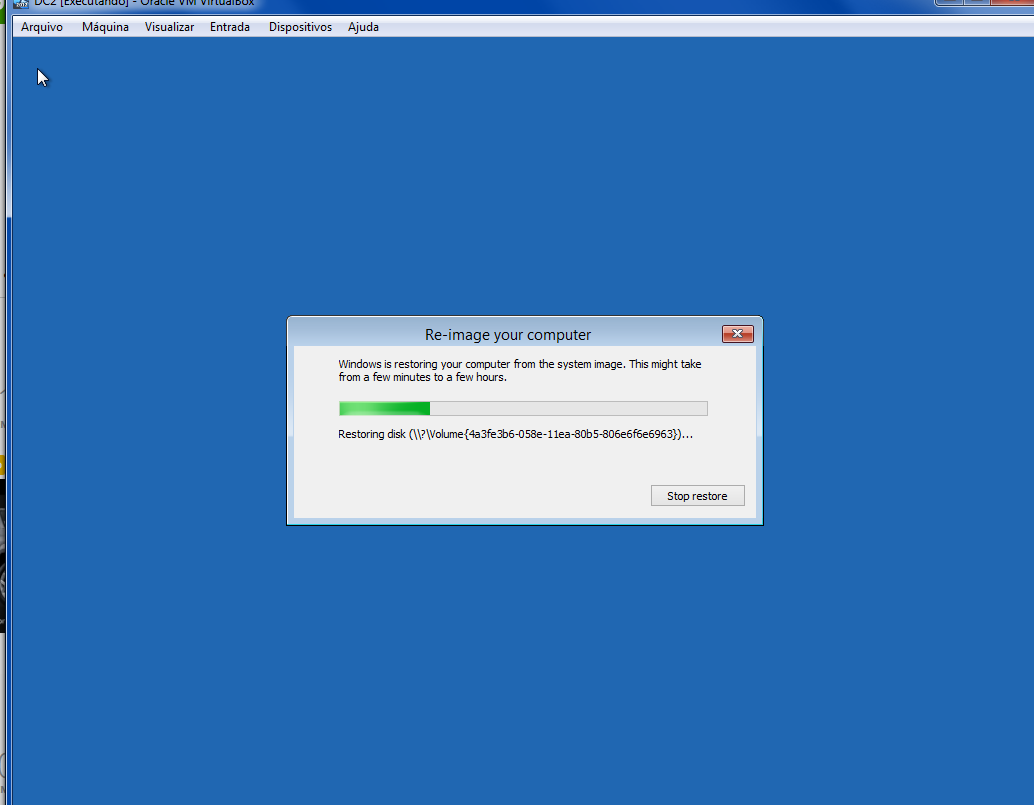 DC2 [Executando] - Oracle VM VirtualBox
Arquivo Máquina Visualizar Entrada Dispositivos Ajuda
Re-image your computer
Windows is restoring your computer from the system image. This might take
from a few minutes to a few hours.
Restoring disk (\\?\Volume{4a3fe3b6-058e-11ea-80b5-806e6f6e6963})...
Stop restore